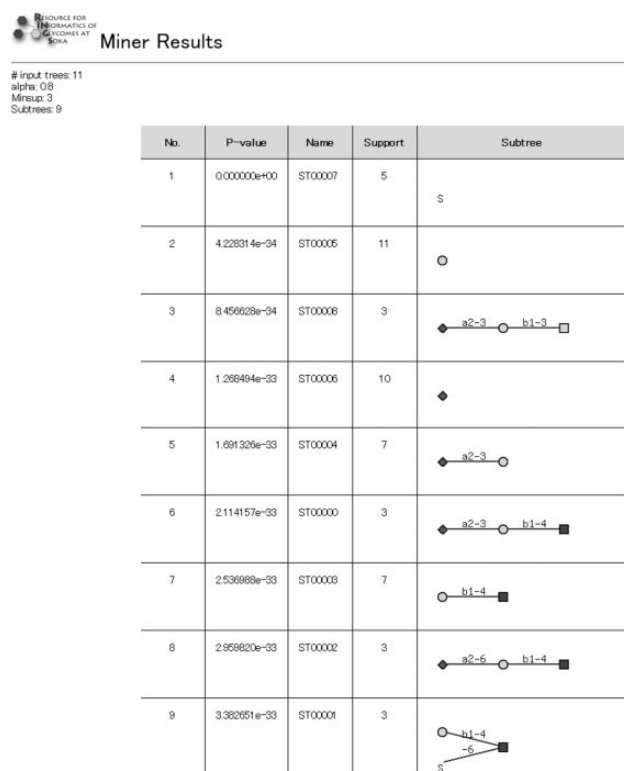 RESOURCE FOR
INFORMATICS OF
GLYCOMES AT
SOKA
Miner Results
# input trees: 11
alpha: 0.8
Minsup: 3
Subtrees: 9
No. P-value Name Support Subtree
1 0.000000e+00 ST00007 5 S
2 4.228314e-34 ST00005 11
3 8.456628e-34 ST00008 3 a2-3 b1-3
4 1.268494e-33 ST00006 10
5 1.691326e-33 ST00004 7 a2-3
6 2.114157e-33 ST00000 3 a2-3 b1-4
7 2.536988e-33 ST00003 7 b1-4
8 2.959820e-33 ST00002 3 a2-6 b1-4
9 3.382651e-33 ST00001 3 b1-4
-6
S